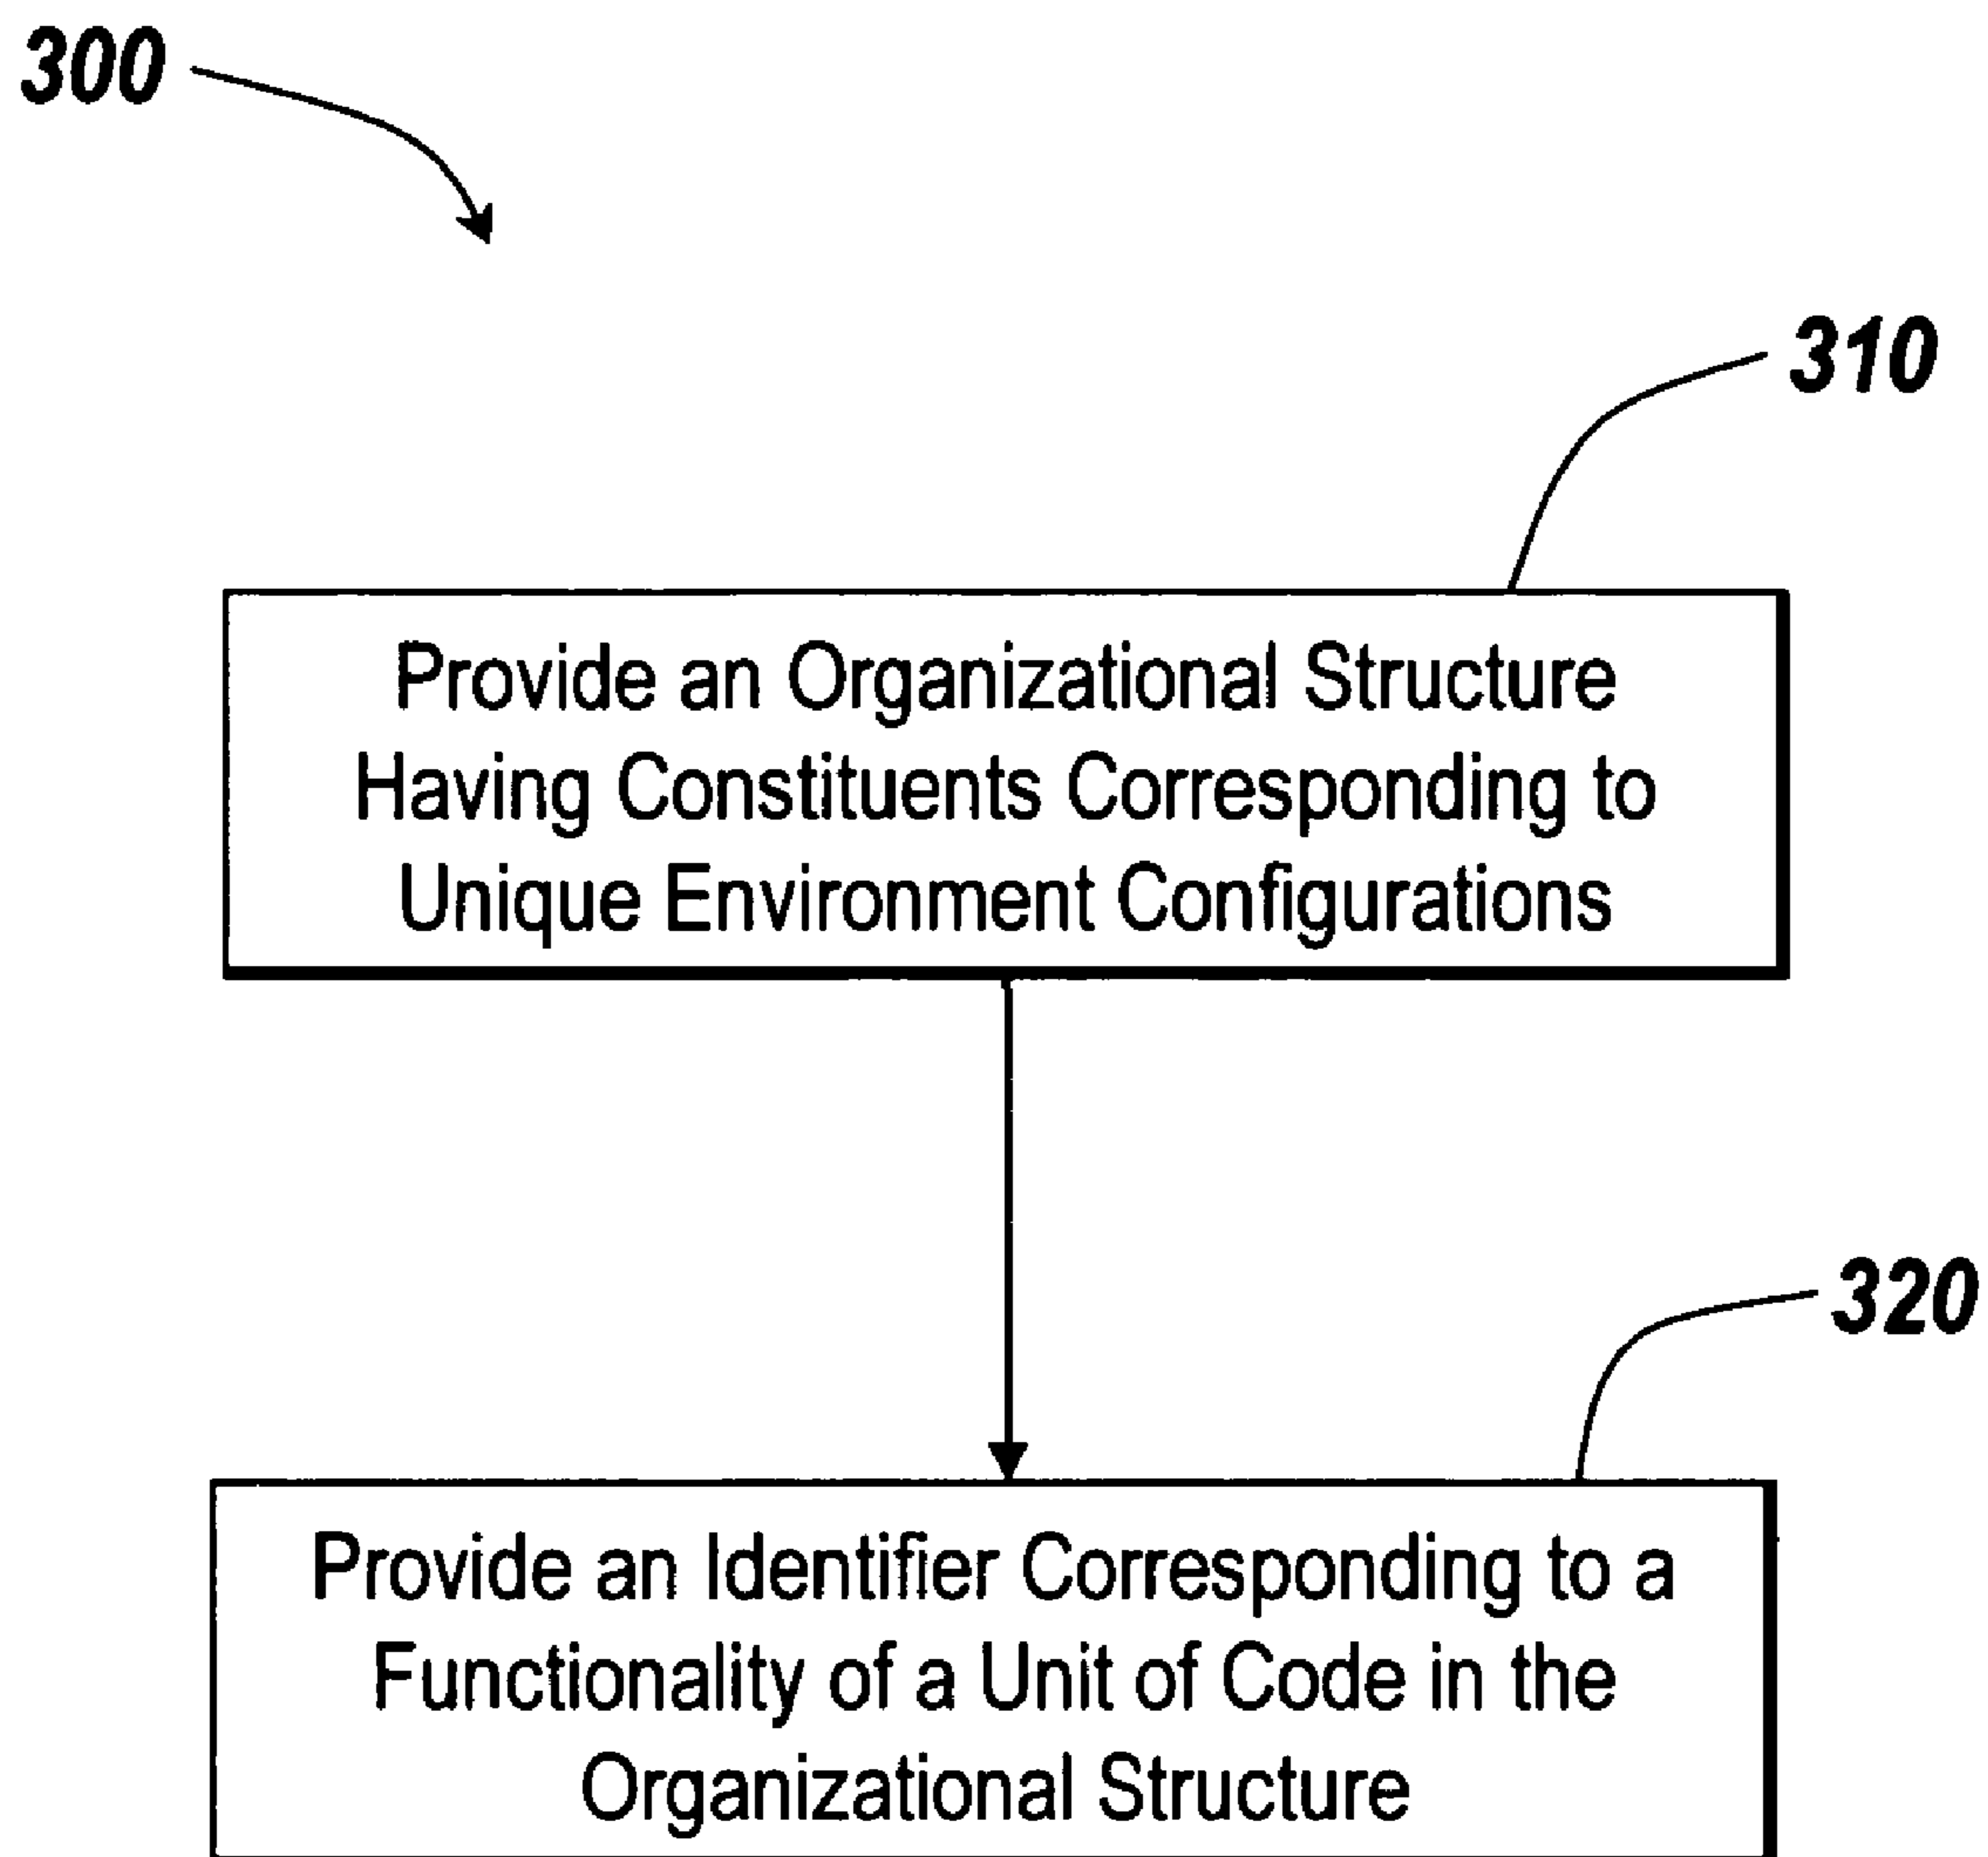 300
310
Provide an Organizational Structure
Having Constituents Corresponding to
Unique Environment Configurations
320
Provide an Identifier Corresponding to a
Functionality of a Unit of Code in the
Organizational Structure